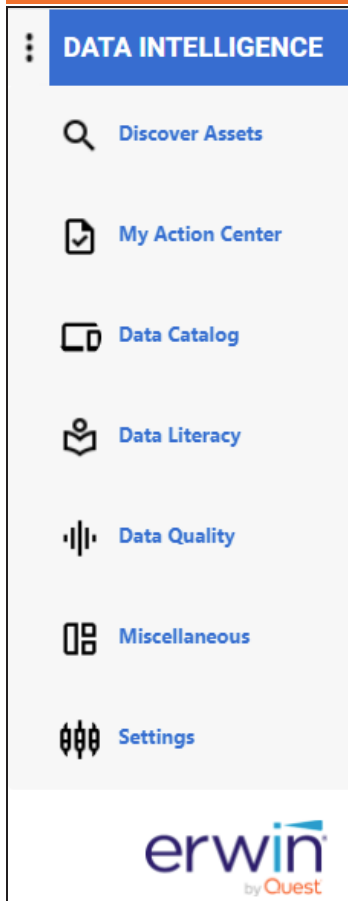 DATA INTELLIGENCE
Discover Assets
My Action Center
Data Catalog
Data Literacy
Data Quality
Miscellaneous
Settings
erwin
by Quest